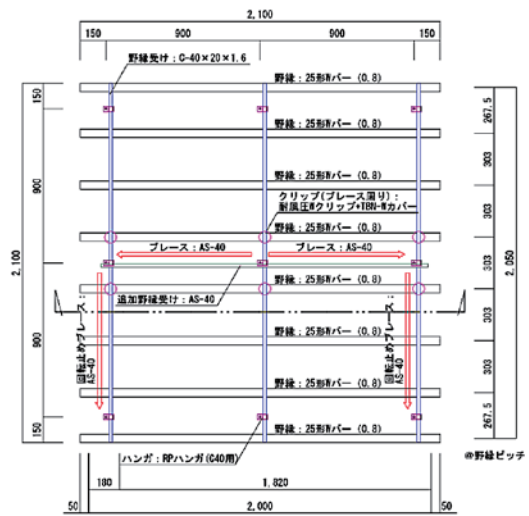 2,100
150 900 900 150
野縁受け：C-40×20×1.6
野縁：25形Wバー (0.8)
野縁：25形Wバー (0.8)
野縁：25形Wバー (0.8)
クリップ(ブレース周り)：
耐風圧Wクリップ+TBN-Wカバー
野縁：25形Wバー (0.8)
ブレース：AS-40
ブレース：AS-40
野縁：25形Wバー (0.8)
追加野縁受け：AS-40
回転止めブレース：
AS-40
回転止めブレース：
AS-40
野縁：25形Wバー (0.8)
野縁：25形Wバー (0.8)
野縁：25形Wバー (0.8)
ハンガ：RPハンガ(C40用)
150
900
2,100
900
150
267.5
303
303
303
303
303
267.5
2,050
@野縁ピッチ
180 1,820
50 2,000 50